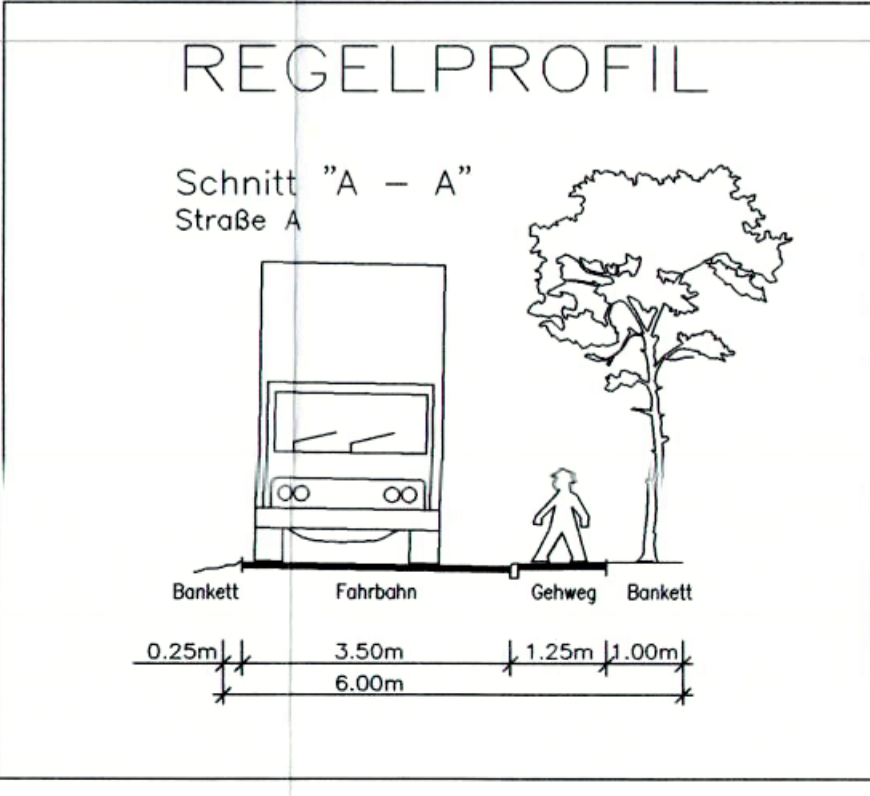 REGELPROFIL
Schnitt "A – A"
Straße A
Bankett Fahrbahn Gehweg Bankett
0.25m 3.50m 1.25m 1.00m
6.00m